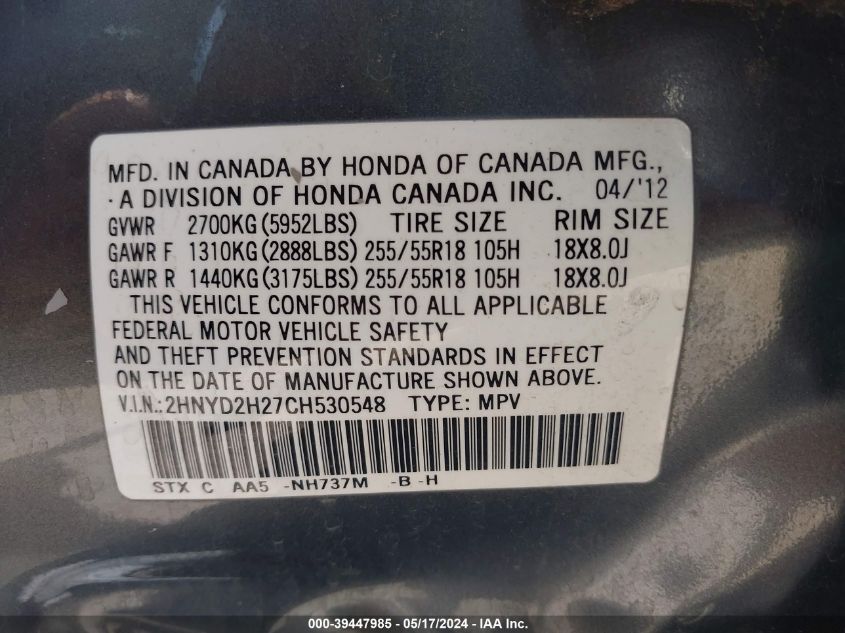 MFD. IN CANADA BY HONDA OF CANADA MFG.,
A DIVISION OF HONDA CANADA INC. 04/'12
GVWR 2700KG(5952LBS) TIRE SIZE RIM SIZE
GAWR F 1310KG(2888LBS) 255/55R18 105H 18X8.0J
GAWR R 1440KG(3175LBS) 255/55R18 105H 18X8.0J
THIS VEHICLE CONFORMS TO ALL APPLICABLE
FEDERAL MOTOR VEHICLE SAFETY
AND THEFT PREVENTION STANDARDS IN EFFECT
ON THE DATE OF MANUFACTURE SHOWN ABOVE.
V.I.N.:2HNYD2H27CH530548 TYPE: MPV
STX C AA5 -NH737M -B -H
000-39447985 - 05/17/2024 - IAA Inc.